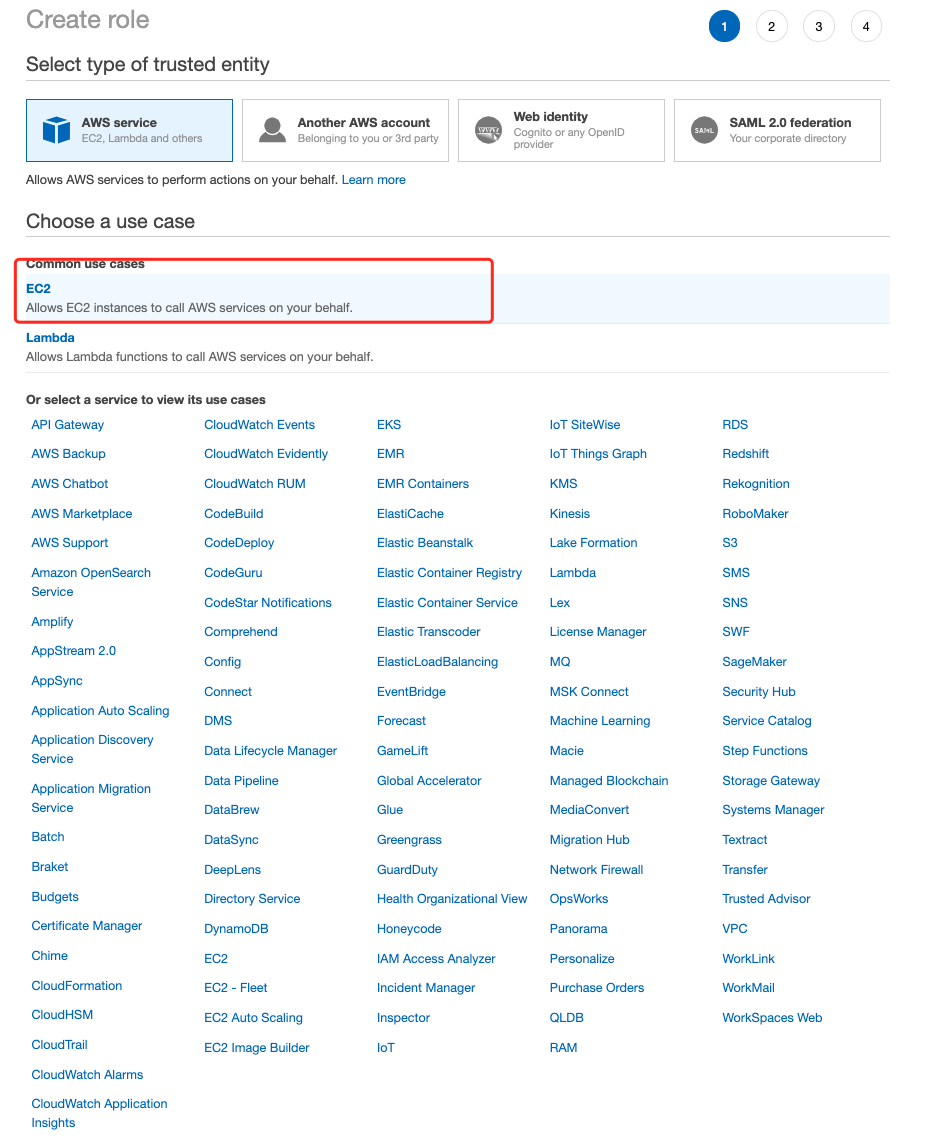 Create role
1 2 3 4
Select type of trusted entity
AWS service
EC2, Lambda and others
Another AWS account
Belonging to you or 3rd party
WWW
Web identity
Cognito or any OpenID
provider
SAML
SAML 2.0 federation
Your corporate directory
Allows AWS services to perform actions on your behalf. Learn more
Choose a use case
Common use cases
EC2
Allows EC2 instances to call AWS services on your behalf.
Lambda
Allows Lambda functions to call AWS services on your behalf.
Or select a service to view its use cases
API Gateway
AWS Backup
AWS Chatbot
AWS Marketplace
AWS Support
Amazon OpenSearch
Service
Amplify
AppStream 2.0
AppSync
Application Auto Scaling
Application Discovery
Service
Application Migration
Service
Batch
Braket
Budgets
Certificate Manager
Chime
CloudFormation
CloudHSM
CloudTrail
CloudWatch Alarms
CloudWatch Application
Insights
CloudWatch Events
CloudWatch Evidently
CloudWatch RUM
CodeBuild
CodeDeploy
CodeGuru
CodeStar Notifications
Comprehend
Config
Connect
DMS
Data Lifecycle Manager
Data Pipeline
DataBrew
DataSync
DeepLens
Directory Service
DynamoDB
EC2
EC2 - Fleet
EC2 Auto Scaling
EC2 Image Builder
EKS
EMR
EMR Containers
ElastiCache
Elastic Beanstalk
Elastic Container Registry
Elastic Container Service
Elastic Transcoder
ElasticLoadBalancing
EventBridge
Forecast
GameLift
Global Accelerator
Glue
Greengrass
GuardDuty
Health Organizational View
Honeycode
IAM Access Analyzer
Incident Manager
Inspector
IoT
IoT SiteWise
IoT Things Graph
KMS
Kinesis
Lake Formation
Lambda
Lex
License Manager
MQ
MSK Connect
Machine Learning
Macie
Managed Blockchain
MediaConvert
Migration Hub
Network Firewall
OpsWorks
Panorama
Personalize
Purchase Orders
QLDB
RAM
RDS
Redshift
Rekognition
RoboMaker
S3
SMS
SNS
SWF
SageMaker
Security Hub
Service Catalog
Step Functions
Storage Gateway
Systems Manager
Textract
Transfer
Trusted Advisor
VPC
WorkLink
WorkMail
WorkSpaces Web